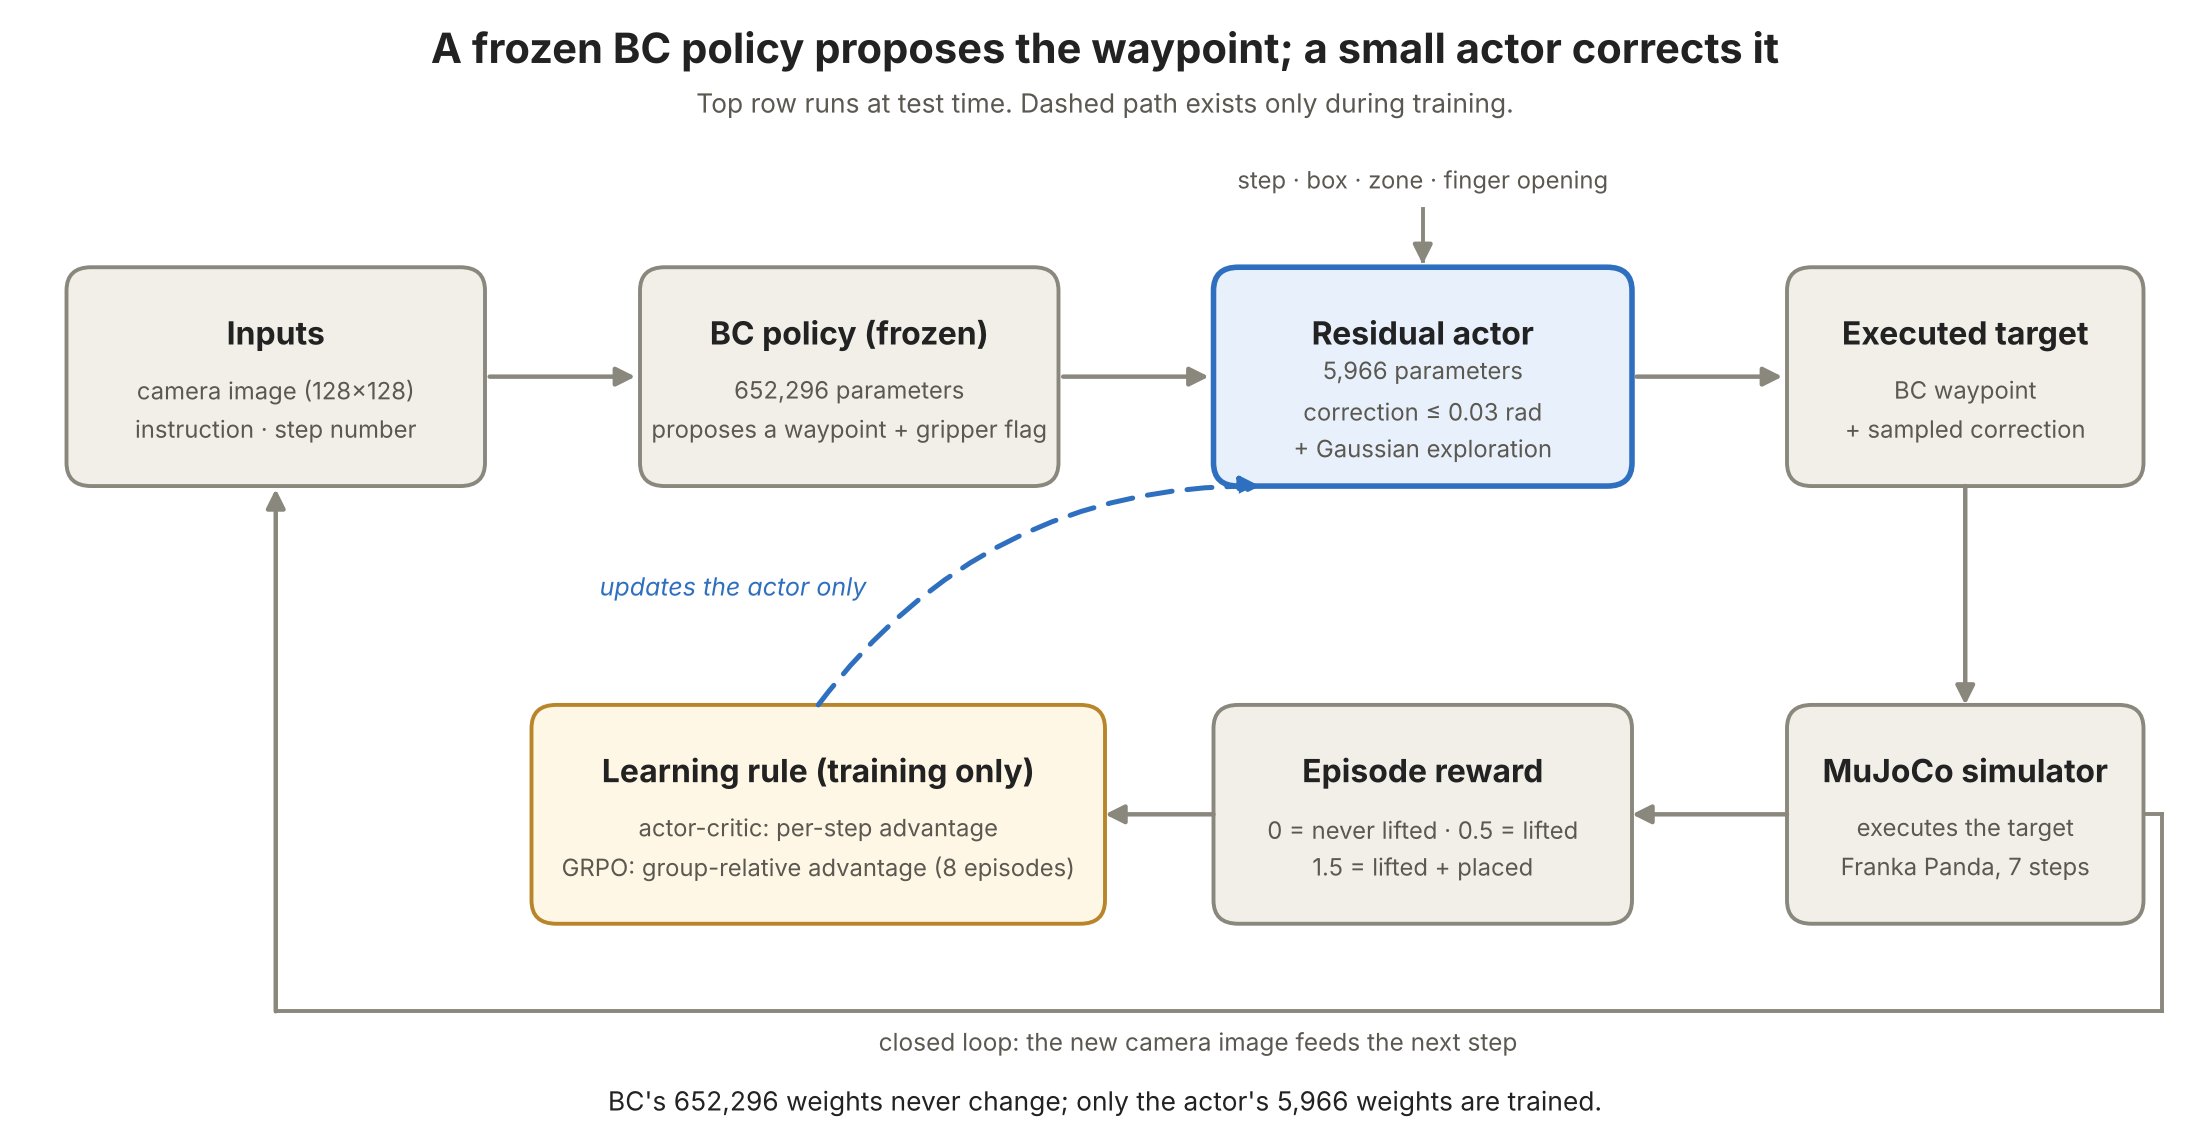 A frozen BC policy proposes the waypoint; a small actor corrects it
Top row runs at test time. Dashed path exists only during training.
step · box · zone · finger opening
Inputs
camera image (128×128)
instruction · step number
BC policy (frozen)
652,296 parameters
proposes a waypoint + gripper flag
Residual actor
5,966 parameters
correction ≤ 0.03 rad
+ Gaussian exploration
Executed target
BC waypoint
+ sampled correction
updates the actor only
Learning rule (training only)
actor-critic: per-step advantage
GRPO: group-relative advantage (8 episodes)
Episode reward
0 = never lifted · 0.5 = lifted
1.5 = lifted + placed
MuJoCo simulator
executes the target
Franka Panda, 7 steps
closed loop: the new camera image feeds the next step
BC's 652,296 weights never change; only the actor's 5,966 weights are trained.